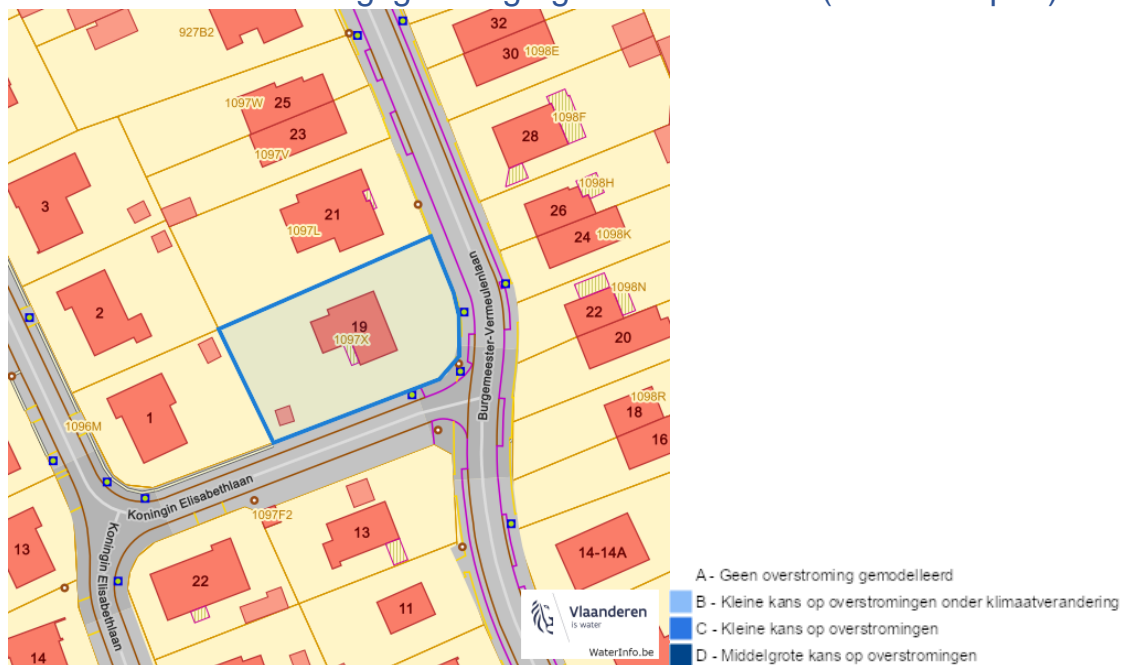 32
927B2
30
1098E
25
1097W
23
1097V
1098F
28
1098H
3
26
21
24
1098K
1097L
Burgemeester-Vermeulenlaan
1098N
2
22
19
1097X
20
1098R
1
18
1096M
16
Koningin Elisabethlaan
1097F2
13
13
14-14A
Koningin Elisabethlaan
22
11
14
Vlaanderen
is water
WaterInfo.be
A - Geen overstroming gemodelleerd
B - Kleine kans op overstromingen onder klimaatverandering
C - Kleine kans op overstromingen
D - Middelgrote kans op overstromingen